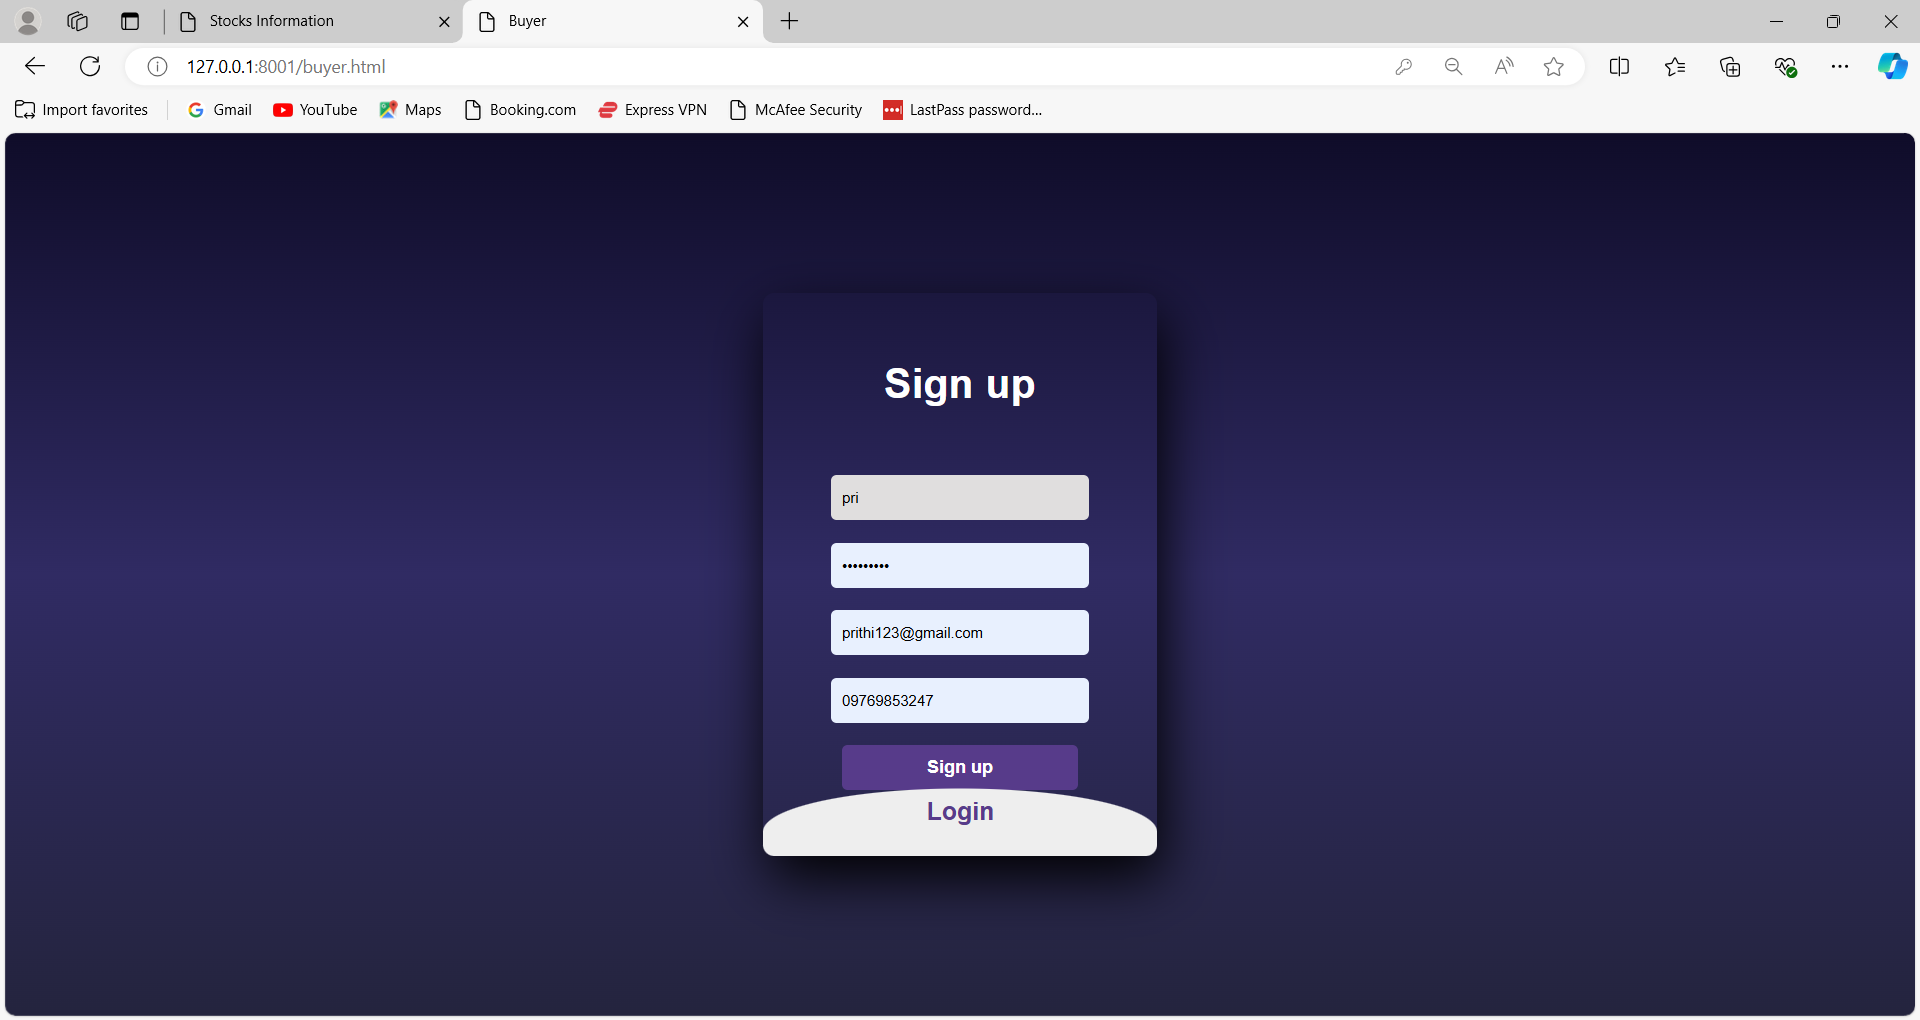 Stocks Information
Buyer
127.0.0.1:8001/buyer.html
Import favorites
Gmail
YouTube
Maps
Booking.com
Express VPN
McAfee Security
LastPass password...
Sign up
pri
•••••••••
prithi123@gmail.com
09769853247
Sign up
Login